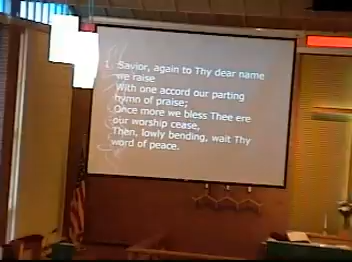 1. Savior, again to Thy dear name
we raise
With one accord our parting
hymn of praise;
Once more we bless Thee ere
our worship cease,
Then, lowly bending, wait Thy
word of peace.